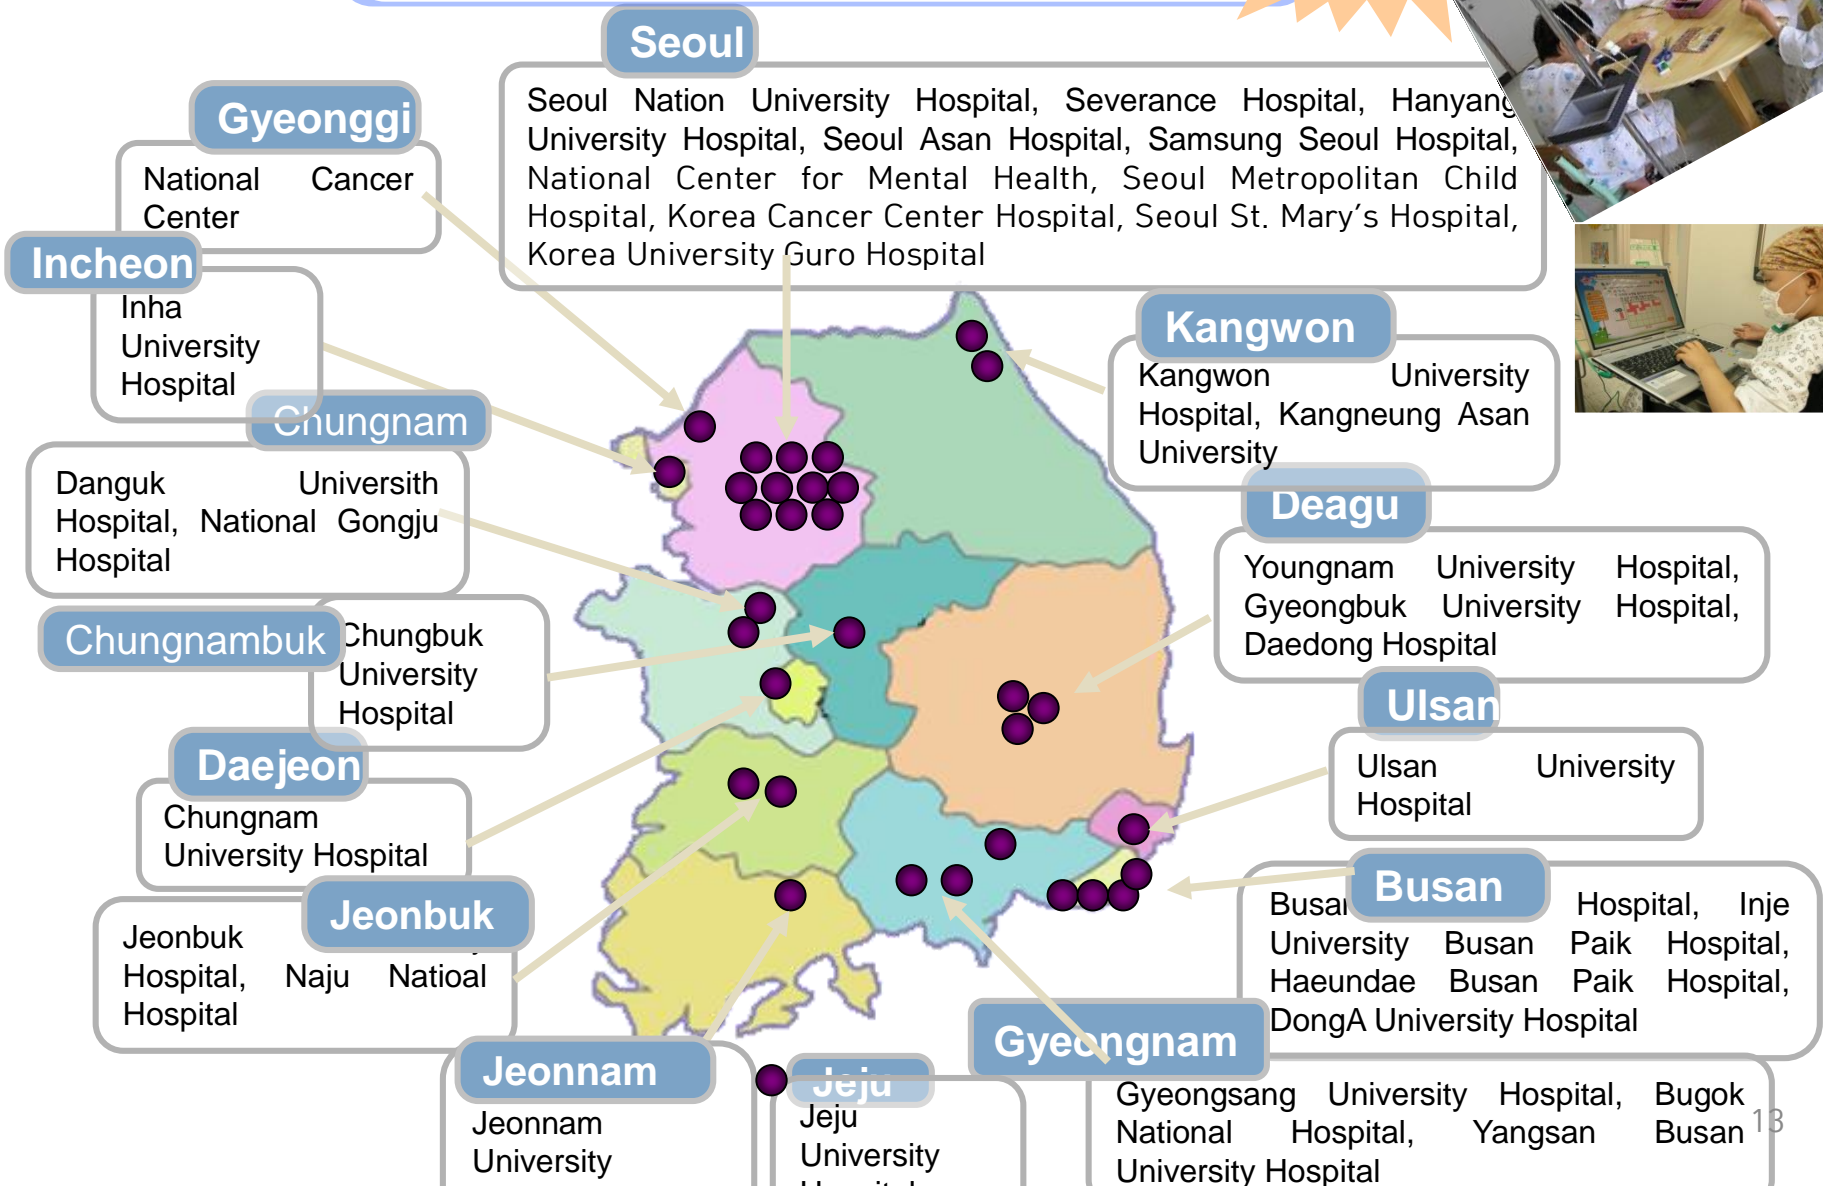 Seoul
Seoul Nation University Hospital, Severance Hospital, Hanyang
University Hospital, Seoul Asan Hospital, Samsung Seoul Hospital,
National Center for Mental Health, Seoul Metropolitan Child
Hospital, Korea Cancer Center Hospital, Seoul St. Mary's Hospital,
Korea University Guro Hospital
Gyeonggi
National Cancer
Center
Incheon
Inha
University
Hospital
Kangwon
Kangwon University
Hospital, Kangneung Asan
University
Chungnam
Danguk Universith
Hospital, National Gongju
Hospital
Deagu
Youngnam University Hospital,
Gyeongbuk University Hospital,
Daedong Hospital
Chungnambuk
Chungbuk
University
Hospital
Ulsan
Ulsan University
Hospital
Daejeon
Chungnam
University Hospital
Busan
Hospital, Inje
University Busan Paik Hospital,
Haeundae Busan Paik Hospital,
DongA University Hospital
Jeonbuk
Jeonbuk
Hospital, Naju Natioal
Hospital
Gyeongnam
Gyeongsang University Hospital, Bugok
National Hospital, Yangsan Busan
University Hospital
Jeonnam
Jeonnam
University
Jeju
Jeju
University
13